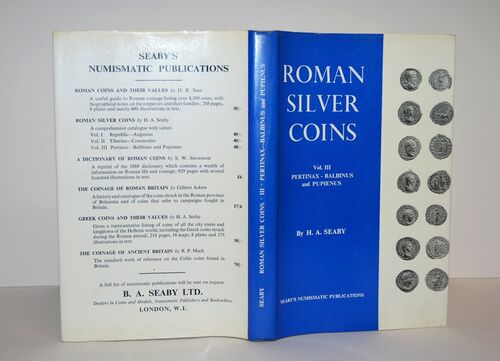 SEABY'S
NUMISMATIC PUBLICATIONS
ROMAN COINS AND THEIR VALUES by D. R. Sear
A useful guide to Roman coinage listing over 4,300 coins, with
biographical notes on the emperors and their families; 288 pages,
8 plates and nearly 400 illustrations in text. 30/-
ROMAN SILVER COINS by H. A. Seaby
A comprehensive catalogue with values.
Vol. I Republic—Augustus 40/-
Vol. II Tiberius—Commodus 40/-
Vol. III Pertinax—Balbinus and Pupienus 40/-
A DICTIONARY OF ROMAN COINS by S. W. Stevenson
A reprint of the 1889 dictionary which contains a wealth of
information on Roman life and coinage; 929 pages with several
hundred illustrations in text. £6
THE COINAGE OF ROMAN BRITAIN by Gilbert Askew
A history and catalogue of the coins struck in the Roman province
of Britannia and of coins that refer to campaigns fought in
Britain. 17/6
GREEK COINS AND THEIR VALUES by H. A. Seaby
Gives a representative listing of coins of all the city states and
kingdoms of the Hellenic world, including the Greek coins struck
during the Roman period; 218 pages, 18 maps, 8 plates and 375
illustrations in text. 30/-
THE COINAGE OF ANCIENT BRITAIN by R. P. Mack
The standard work of reference on the Celtic coins found in
Britain. 70/-
A full list of numismatic publications will be sent on request.
B. A. SEABY LTD.
Dealers in Coins and Medals, Numismatic Publishers and Booksellers
LONDON, W.1.
SEABY ROMAN SILVER COINS · III · PERTINAX—BALBINUS and PUPIENUS
ROMAN
SILVER
COINS
Vol. III
PERTINAX - BALBINUS
and PUPIENUS
By H. A. SEABY
SEABY'S NUMISMATIC PUBLICATIONS